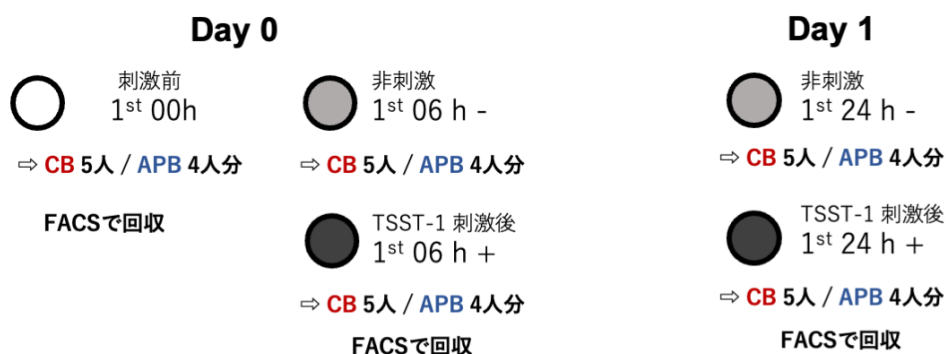 Day 0
刺激前
1st 00h
⇨ CB 5人 / APB 4人分
FACSで回収
非刺激
1st 06 h -
⇨ CB 5人 / APB 4人分
TSST-1 刺激後
1st 06 h +
⇨ CB 5人 / APB 4人分
FACSで回収
Day 1
非刺激
1st 24 h -
⇨ CB 5人 / APB 4人分
TSST-1 刺激後
1st 24 h +
⇨ CB 5人 / APB 4人分
FACSで回収